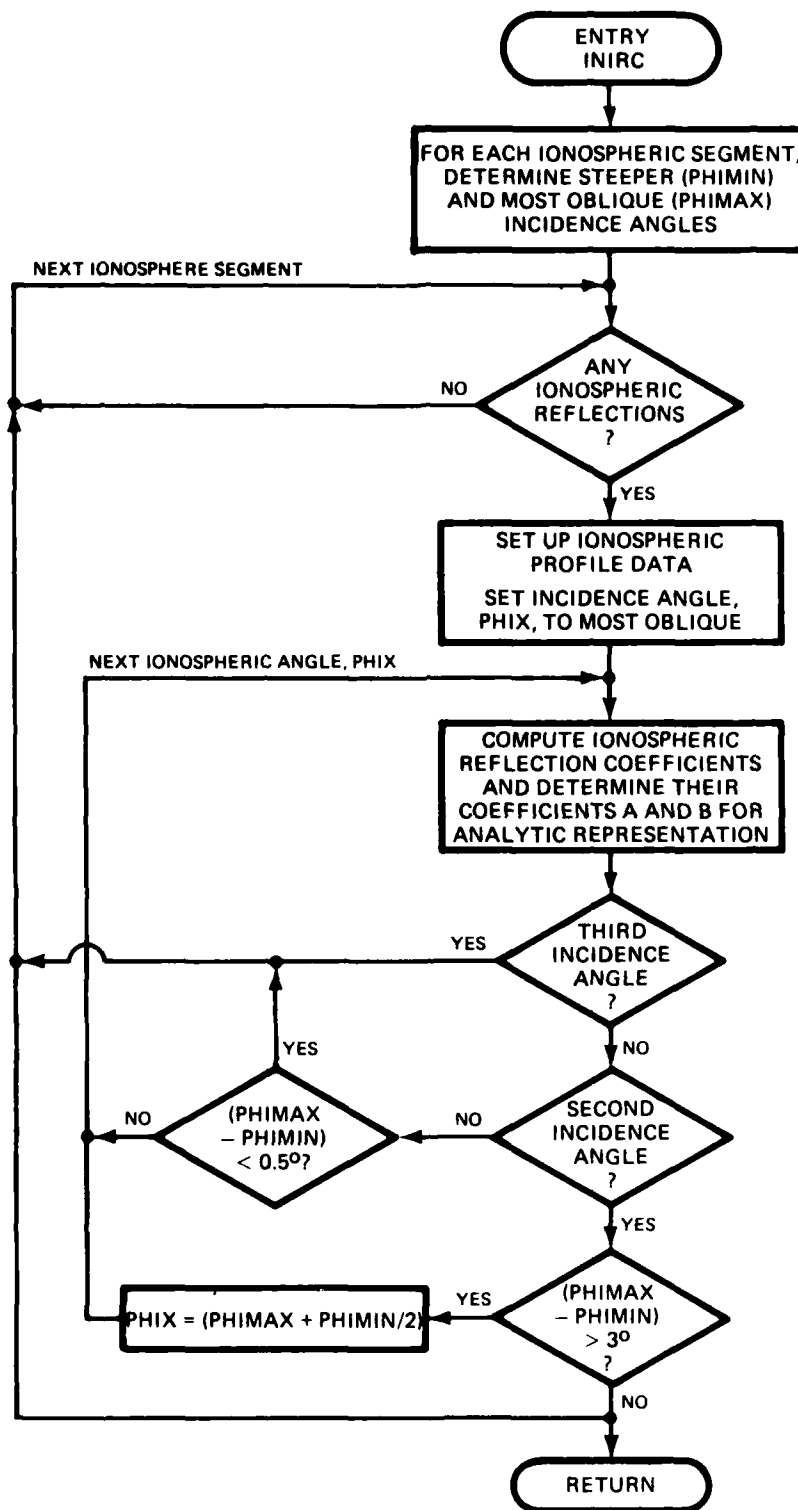 ENTRY
INIRC
FOR EACH IONOSPHERIC SEGMENT,
DETERMINE STEEPER (PHIMIN)
AND MOST OBLIQUE (PHIMAX)
INCIDENCE ANGLES
NEXT IONOSPHERE SEGMENT
ANY
IONOSPHERIC
REFLECTIONS
?
NO
YES
SET UP IONOSPHERIC
PROFILE DATA
SET INCIDENCE ANGLE,
PHIX, TO MOST OBLIQUE
NEXT IONOSPHERIC ANGLE, PHIX
COMPUTE IONOSPHERIC
REFLECTION COEFFICIENTS
AND DETERMINE THEIR
COEFFICIENTS A AND B FOR
ANALYTIC REPRESENTATION
THIRD
INCIDENCE
ANGLE
?
YES
NO
SECOND
INCIDENCE
ANGLE
?
NO
YES
(PHIMAX
– PHIMIN)
< 0.5º?
YES
NO
(PHIMAX
– PHIMIN)
> 3º
?
YES
NO
PHIX = (PHIMAX + PHIMIN/2)
RETURN